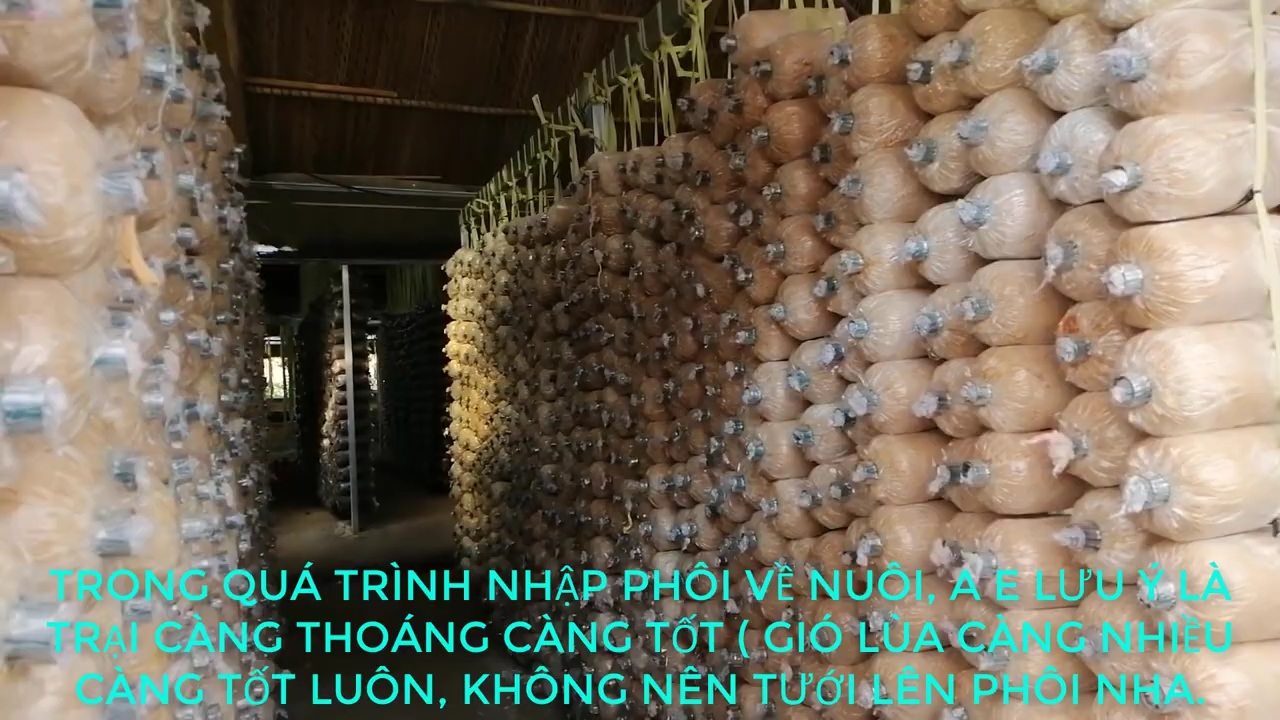 TRONG QUÁ TRÌNH NHẬP PHÔI VỀ NUÔI, A E LƯU Ý LÀ
TRẠI CÀNG THOÁNG CÀNG TỐT ( GIÓ LÙA CÀNG NHIỀU
CÀNG TỐT LUÔN, KHÔNG NÊN TƯỚI LÊN PHÔI NHA.